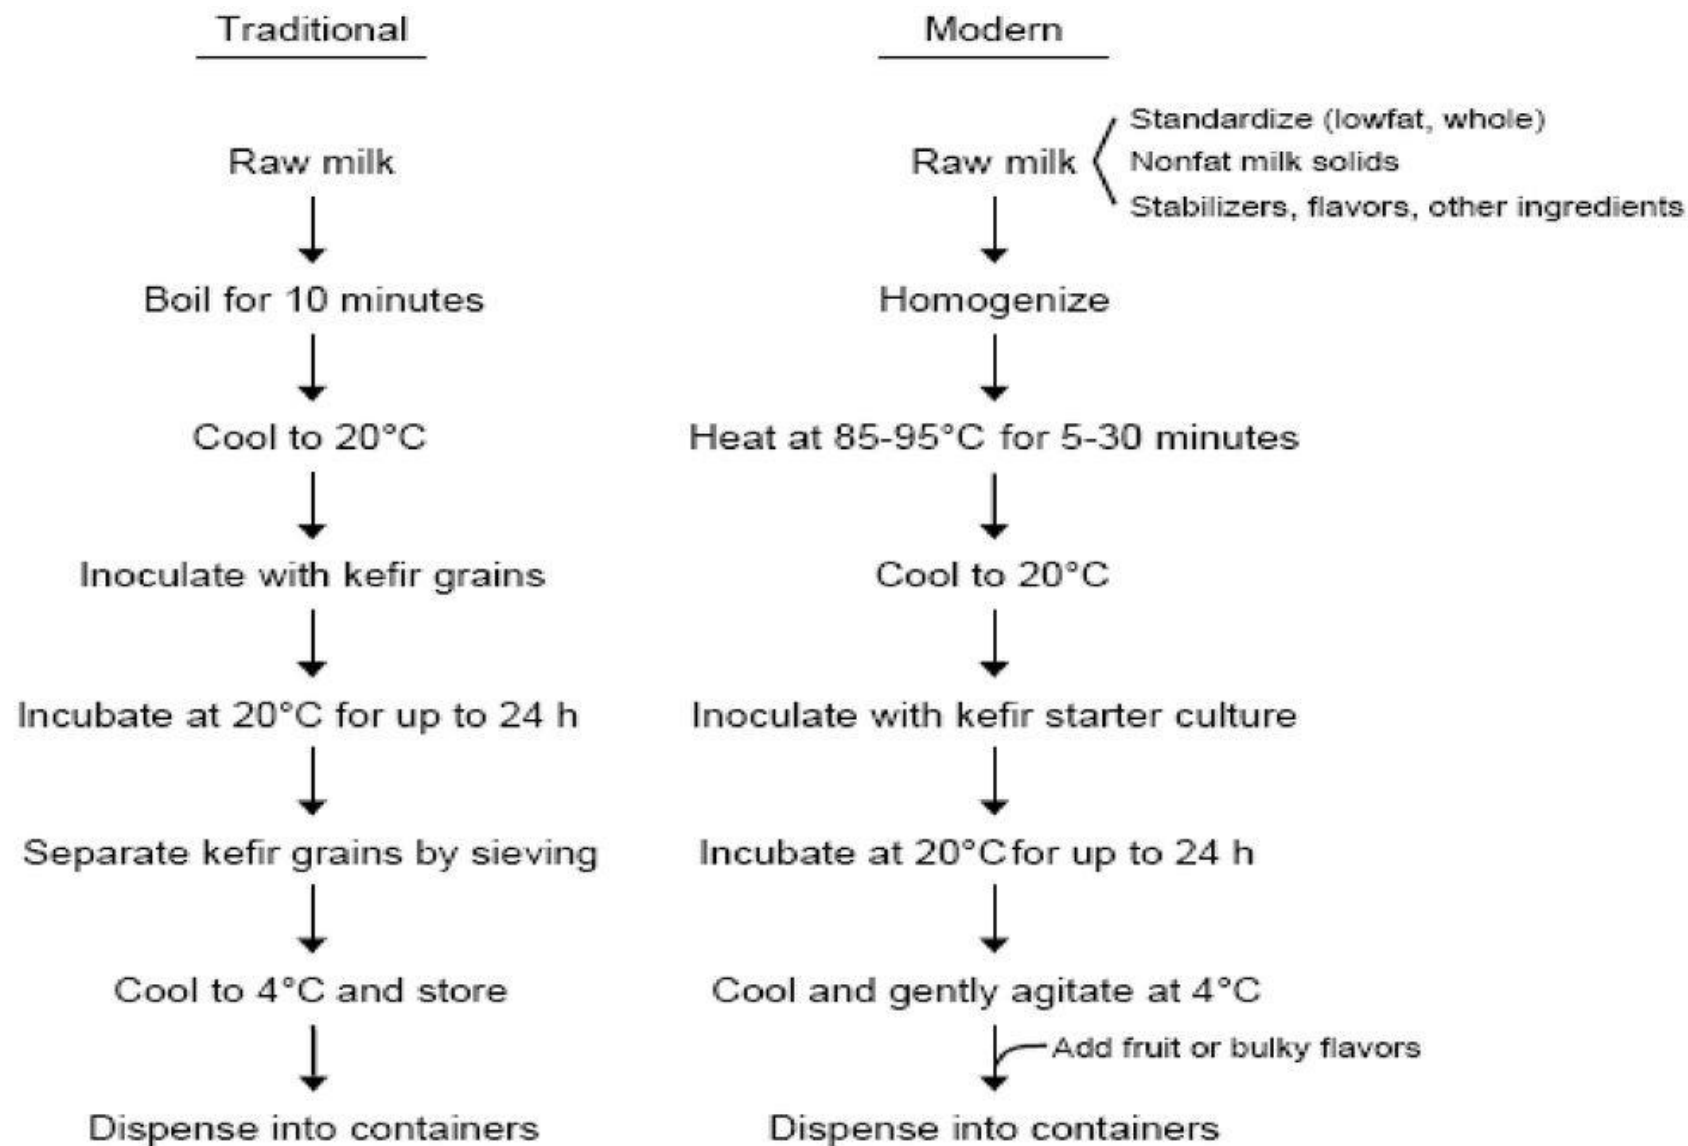 Traditional
Raw milk
Boil for 10 minutes
Cool to 20°C
Inoculate with kefir grains
Incubate at 20°C for up to 24 h
Separate kefir grains by sieving
Cool to 4°C and store
Dispense into containers
Modern
Raw milk
Standardize (lowfat, whole)
Nonfat milk solids
Stabilizers, flavors, other ingredients
Homogenize
Heat at 85-95°C for 5-30 minutes
Cool to 20°C
Inoculate with kefir starter culture
Incubate at 20°C for up to 24 h
Cool and gently agitate at 4°C
Add fruit or bulky flavors
Dispense into containers